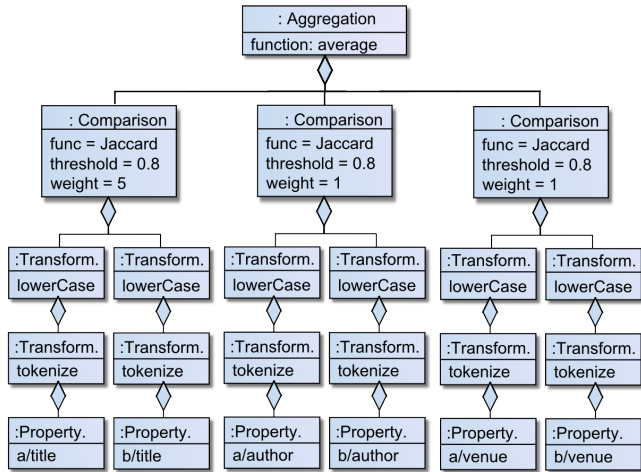 : Aggregation
function: average
: Comparison
func = Jaccard
threshold = 0.8
weight = 5
: Comparison
func = Jaccard
threshold = 0.8
weight = 1
: Comparison
func = Jaccard
threshold = 0.8
weight = 1
:Transform.
lowerCase
:Transform.
lowerCase
:Transform.
lowerCase
:Transform.
lowerCase
:Transform.
lowerCase
:Transform.
lowerCase
:Transform.
tokenize
:Transform.
tokenize
:Transform.
tokenize
:Transform.
tokenize
:Transform.
tokenize
:Transform.
tokenize
:Property.
a/title
:Property.
b/title
:Property.
a/author
:Property.
b/author
:Property.
a/venue
:Property.
b/venue